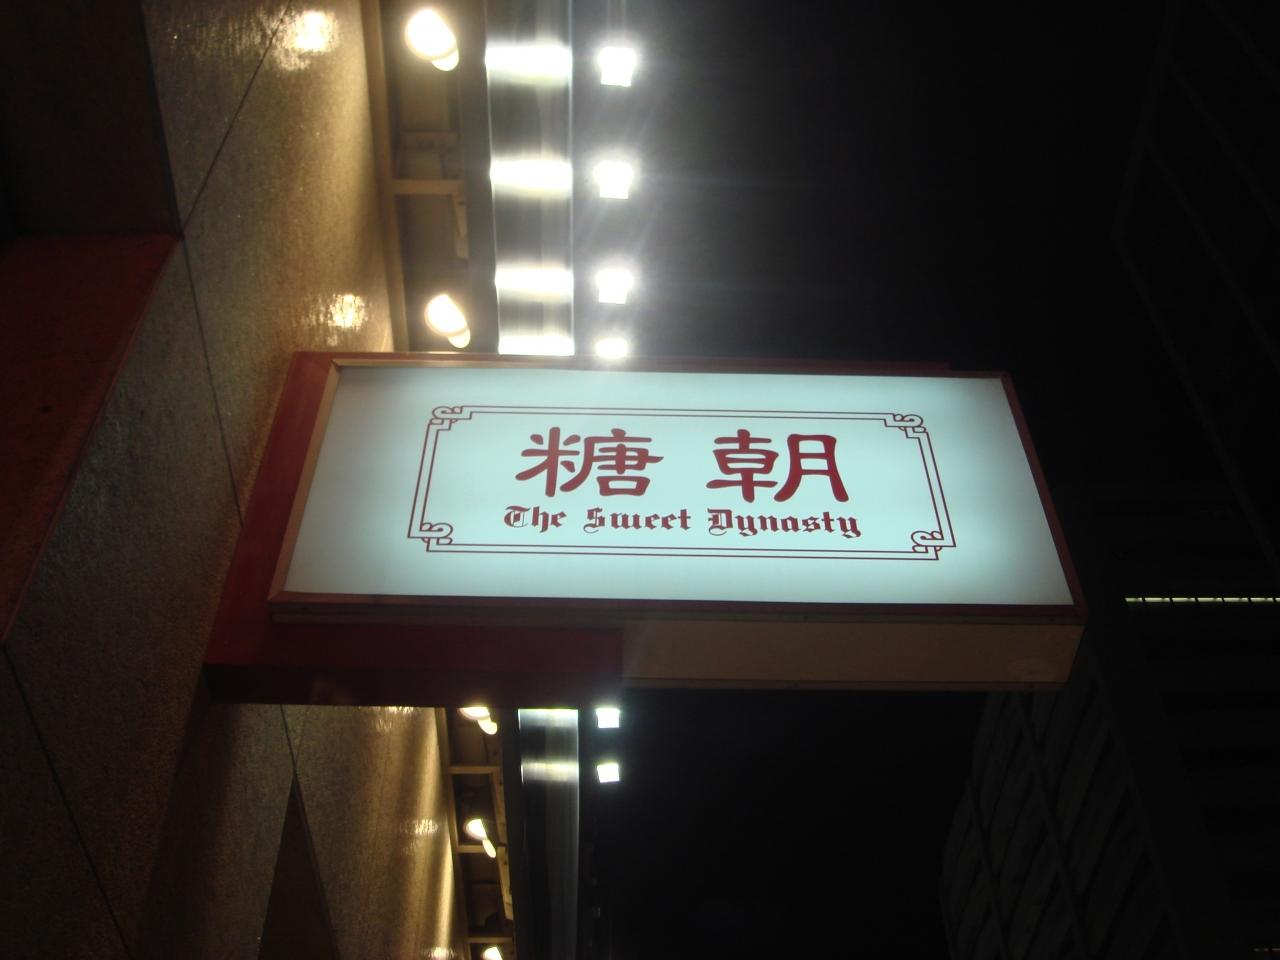 糖朝
The Sweet Dynasty